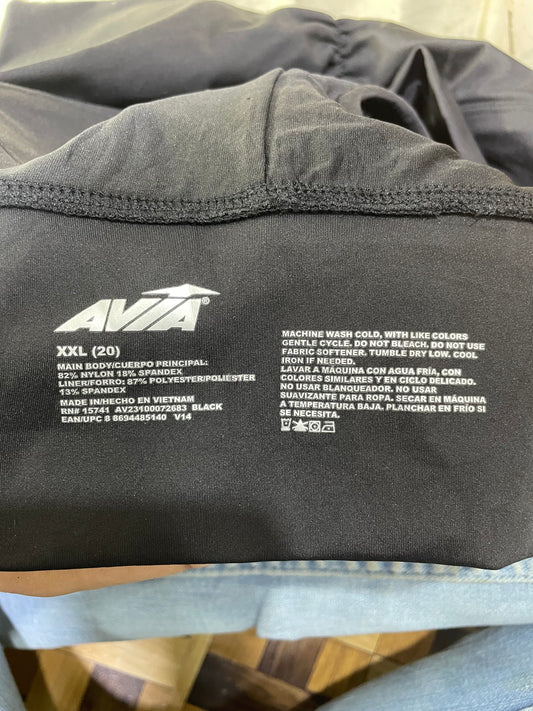 AVIA®
XXL (20)
MAIN BODY/CUERPO PRINCIPAL:
82% NYLON 18% SPANDEX
LINER/FORRO: 87% POLYESTER/POLIÉSTER
13% SPANDEX
MADE IN/HECHO EN VIETNAM
RN# 15741 AV23100072683 BLACK
EAN/UPC 8 8694485140 V14
MACHINE WASH COLD, WITH LIKE COLORS
GENTLE CYCLE. DO NOT BLEACH. DO NOT USE
FABRIC SOFTENER. TUMBLE DRY LOW. COOL
IRON IF NEEDED.
LAVAR A MÁQUINA CON AGUA FRÍA, CON
COLORES SIMILARES Y EN CICLO DELICADO.
NO USAR BLANQUEADOR. NO USAR
SUAVIZANTE PARA ROPA. SECAR EN MÁQUINA
A TEMPERATURA BAJA. PLANCHAR EN FRÍO SI
SE NECESITA.